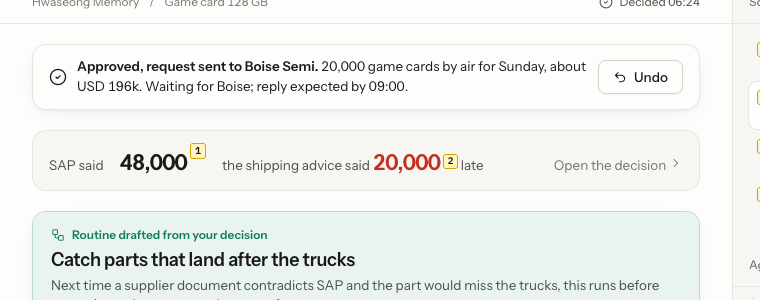 Hwaseong Memory / Game card 128 GB
Decided 06:24
Approved, request sent to Boise Semi. 20,000 game cards by air for Sunday, about
USD 196k. Waiting for Boise; reply expected by 09:00.
Undo
SAP said 48,000 1 the shipping advice said 20,000 2 late
Open the decision
Routine drafted from your decision
Catch parts that land after the trucks
Next time a supplier document contradicts SAP and the part would miss the trucks, this runs before